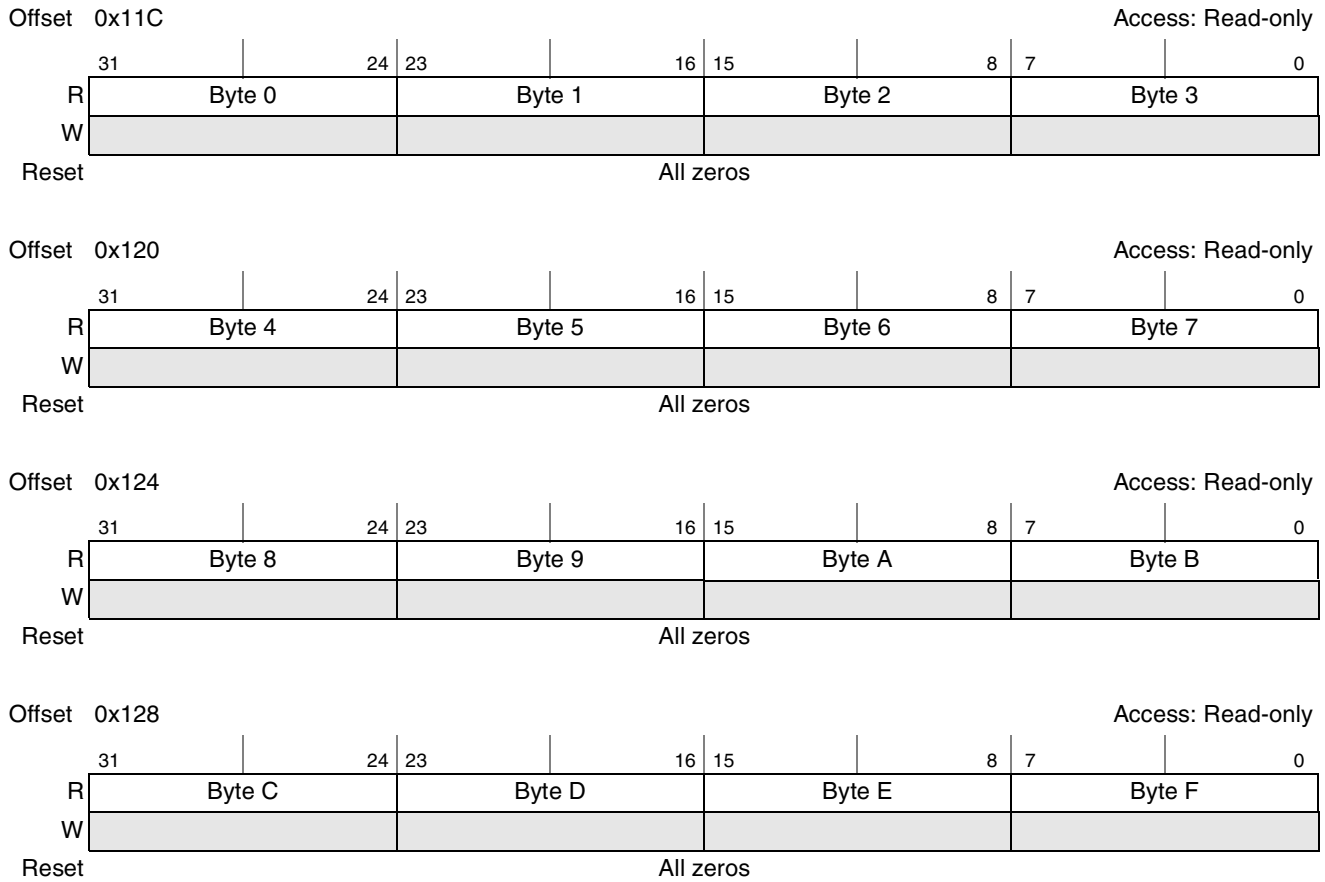 Offset 0x11C Access: Read-only
31 24 23 16 15 8 7 0
R Byte 0 Byte 1 Byte 2 Byte 3
W
Reset All zeros
Offset 0x120 Access: Read-only
31 24 23 16 15 8 7 0
R Byte 4 Byte 5 Byte 6 Byte 7
W
Reset All zeros
Offset 0x124 Access: Read-only
31 24 23 16 15 8 7 0
R Byte 8 Byte 9 Byte A Byte B
W
Reset All zeros
Offset 0x128 Access: Read-only
31 24 23 16 15 8 7 0
R Byte C Byte D Byte E Byte F
W
Reset All zeros